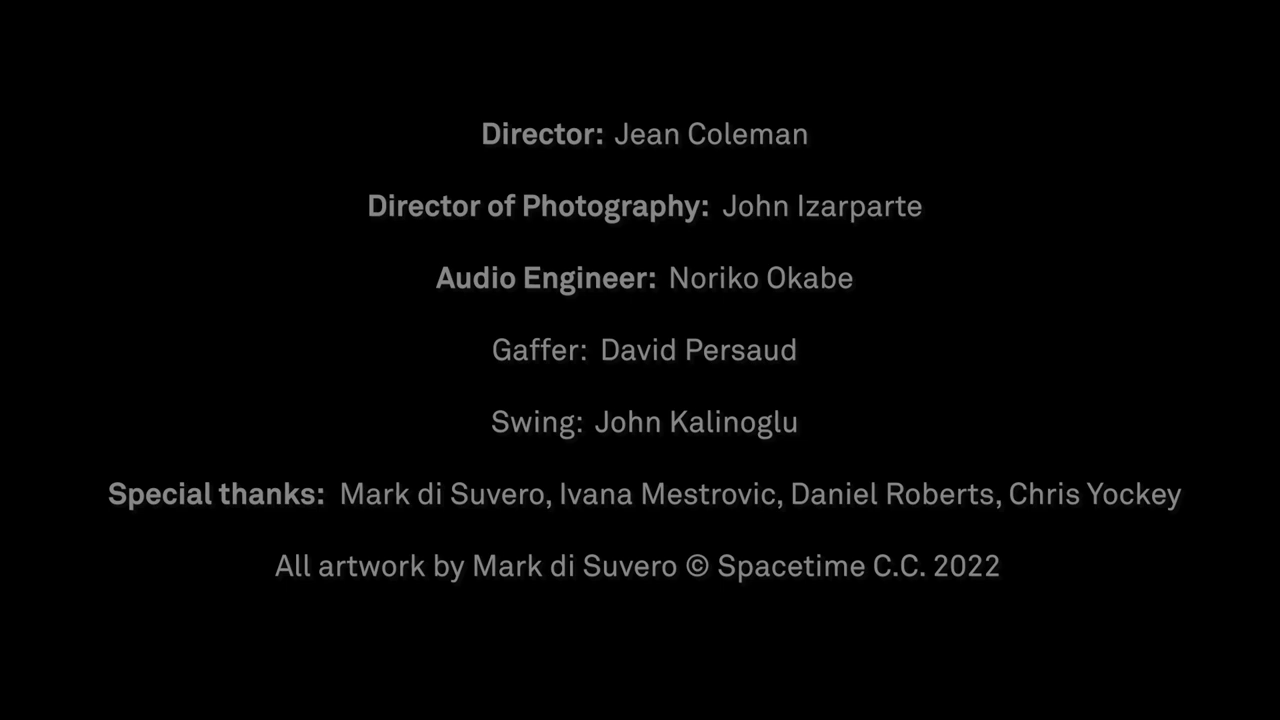 Director: Jean Coleman
Director of Photography: John Izarparte
Audio Engineer: Noriko Okabe
Gaffer: David Persaud
Swing: John Kalinoglu
Special thanks: Mark di Suvero, Ivana Mestrovic, Daniel Roberts, Chris Yockey
All artwork by Mark di Suvero © Spacetime C.C. 2022